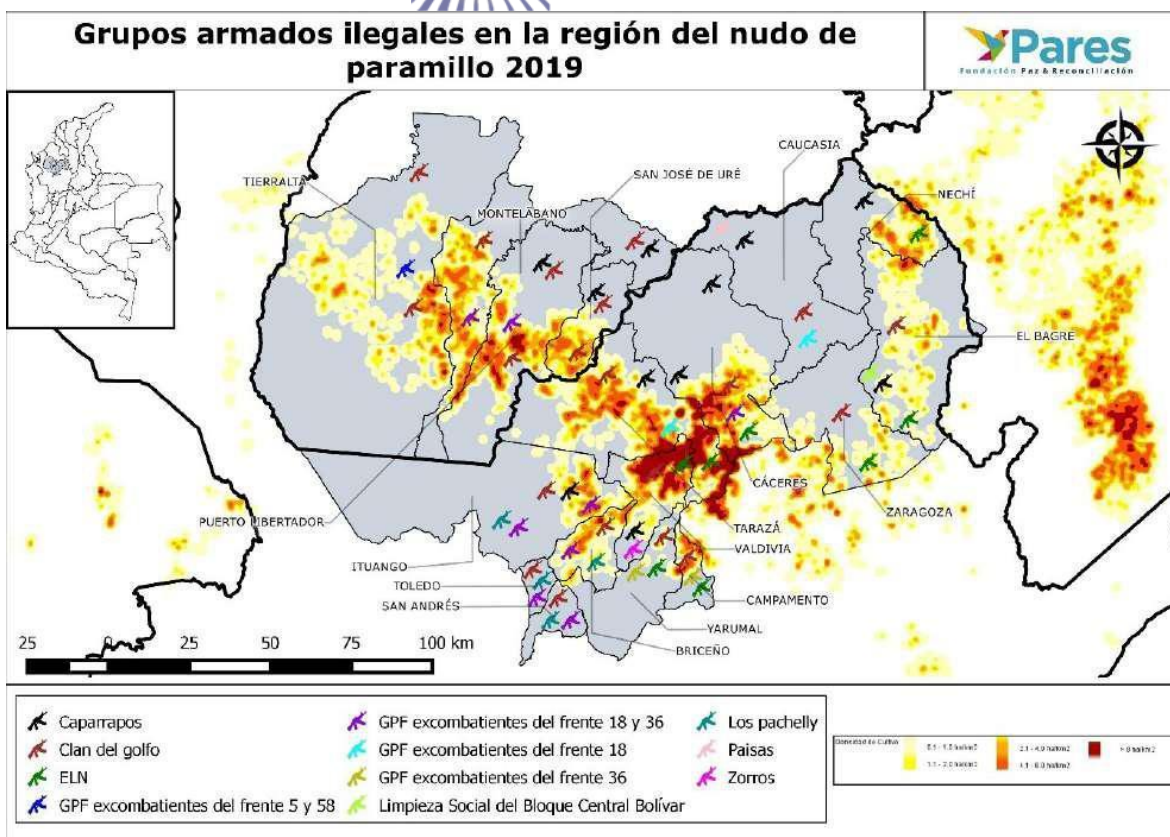 Grupos armados ilegales en la región del nudo de
paramillo 2019
Pares
Fundación Paz & Reconciliación
CAUCASIA
TIERRALTA
SAN JOSÉ DE URÉ
NECHÍ
MONTELÁBANO
EL BAGRE
CÁCERES
ZARAGOZA
PUERTO LIBERTADOR
TARAZÁ
VALDIVIA
ITUANGO
TOLEDO
SAN ANDRÉS
CAMPAMENTO
YARUMAL
BRICEÑO
25 0 25 50 75 100 km
Caparrapos
Clan del golfo
ELN
GPF excombatientes del frente 5 y 58
GPF excombatientes del frente 18 y 36
GPF excombatientes del frente 18
GPF excombatientes del frente 36
Limpieza Social del Bloque Central Bolívar
Los pachelly
Paisas
Zorros
Densidad de Cultivo